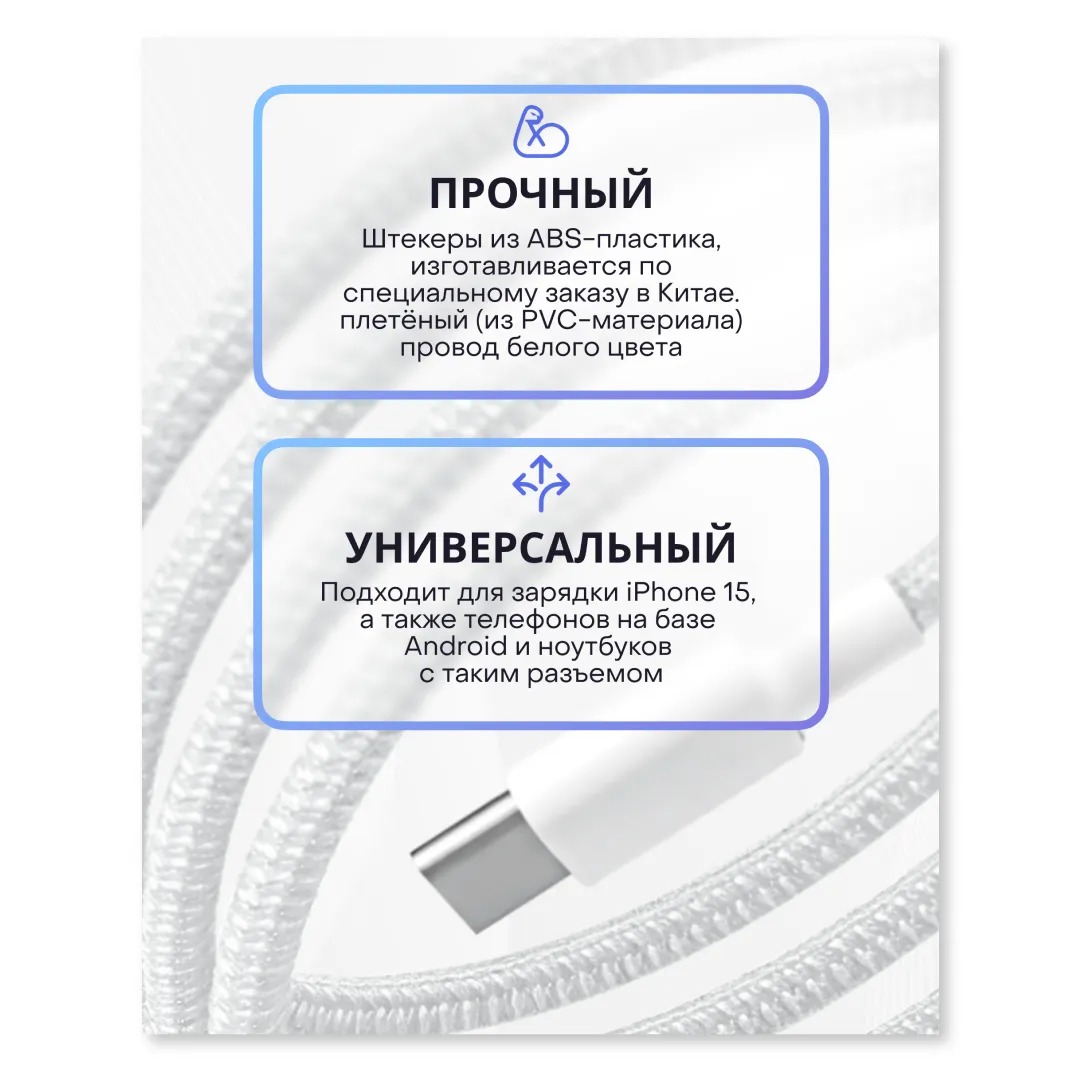 ПРОЧНЫЙ
Штекеры из ABS-пластика,
изготавливается по
специальному заказу в Китае.
плетёный (из PVC-материала)
провод белого цвета
УНИВЕРСАЛЬНЫЙ
Подходит для зарядки iPhone 15,
а также телефонов на базе
Android и ноутбуков
с таким разъемом